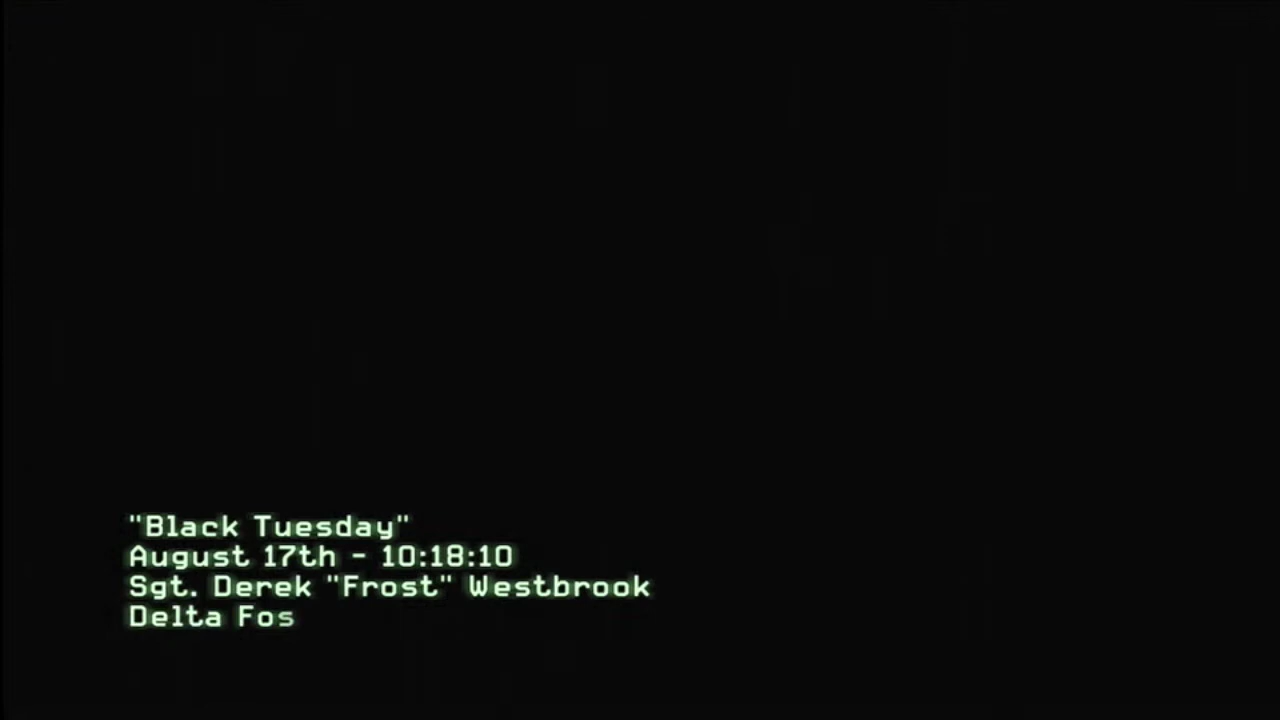 "Black Tuesday"
August 17th - 10:18:10
Sgt. Derek "Frost" Westbrook
Delta Fos